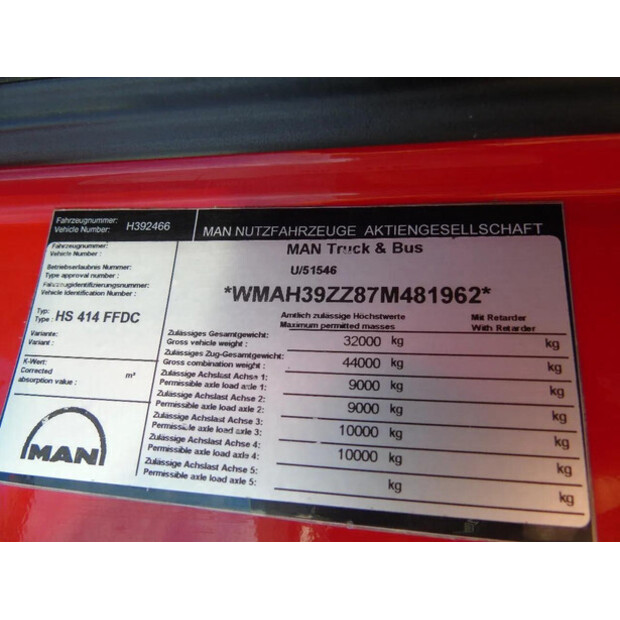 Fahrzeugnummer:
Vehicle Number: H392466
MAN NUTZFAHRZEUGE AKTIENGESELLSCHAFT
Fahrzeugnummer:
Vehicle Number:
MAN Truck & Bus
Betriebserlaubnis Nummer:
Type approval number :
U/51546
Fahrzeugidentifizierungsnummer:
Vehicle Identification Number :
*WMAH39ZZ87M481962*
Typ:
Type : HS 414 FFDC
Variante:
Variant :
K-Wert:
Corrected
absorption value : m³
MAN
Amtlich zulässige Höchstwerte Mit Retarder
Maximum permitted masses With Retarder
Zulässiges Gesamtgewicht:
Gross vehicle weight : 32000 kg kg
Zulässiges Zug-Gesamtgewicht:
Gross combination weight : 44000 kg kg
Zulässige Achslast Achse 1:
Permissible axle load axle 1: 9000 kg kg
Zulässige Achslast Achse 2:
Permissible axle load axle 2: 9000 kg kg
Zulässige Achslast Achse 3:
Permissible axle load axle 3: 10000 kg kg
Zulässige Achslast Achse 4:
Permissible axle load axle 4: 10000 kg kg
Zulässige Achslast Achse 5:
Permissible axle load axle 5: kg kg